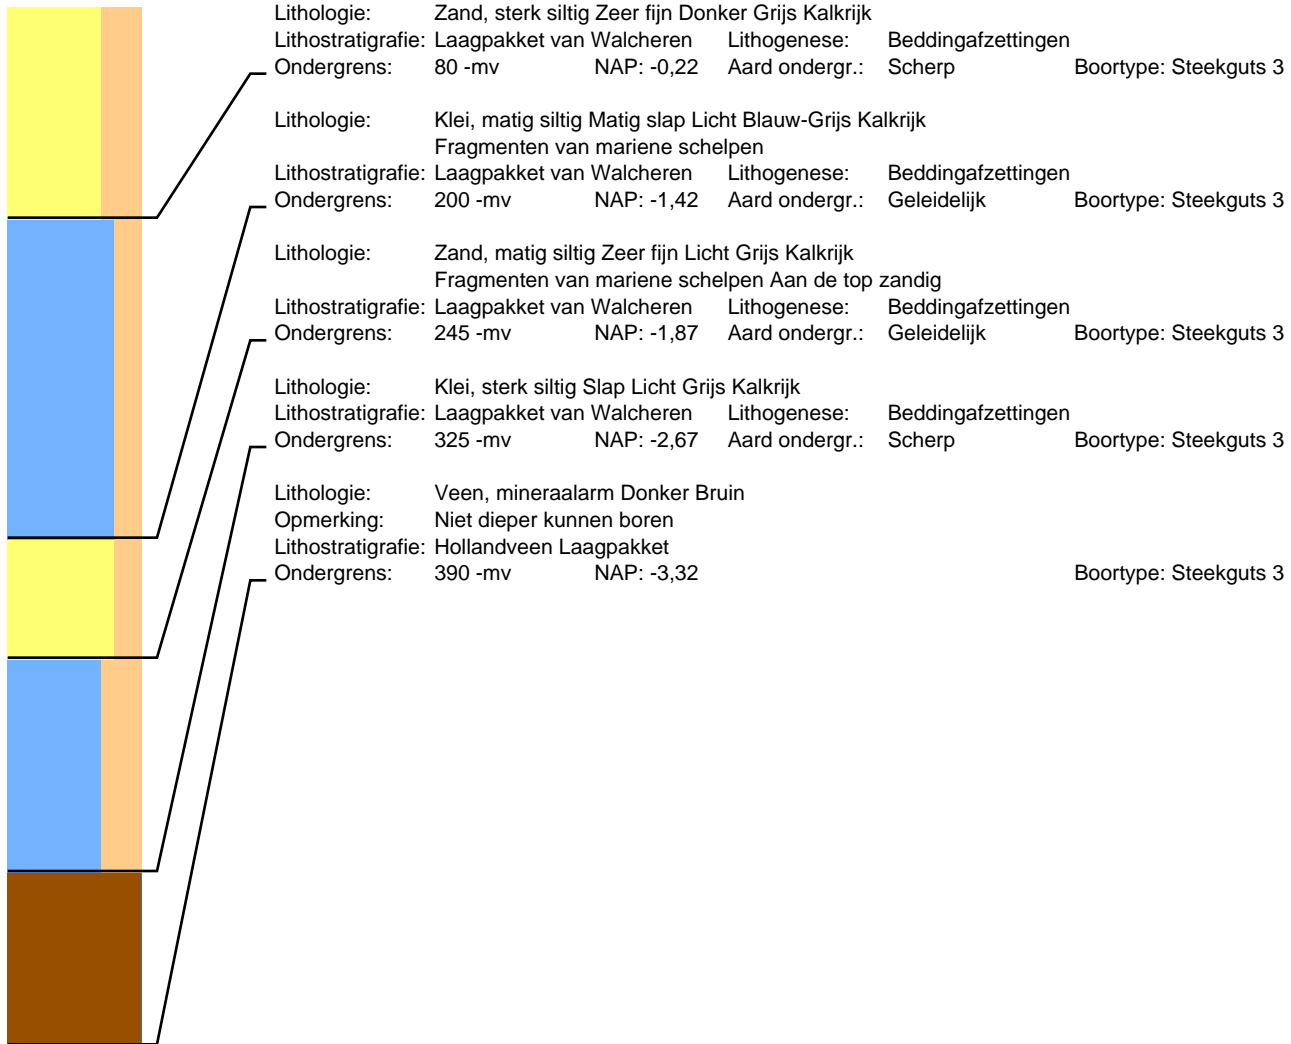 Lithologie: Zand, sterk siltig Zeer fijn Donker Grijs Kalkrijk
Lithostratigrafie: Laagpakket van Walcheren Lithogenese: Beddingafzettingen
Ondergrens: 80 -mv NAP: -0,22 Aard ondergr.: Scherp Boortype: Steekguts 3
Lithologie: Klei, matig siltig Matig slap Licht Blauw-Grijs Kalkrijk
Fragmenten van mariene schelpen
Lithostratigrafie: Laagpakket van Walcheren Lithogenese: Beddingafzettingen
Ondergrens: 200 -mv NAP: -1,42 Aard ondergr.: Geleidelijk Boortype: Steekguts 3
Lithologie: Zand, matig siltig Zeer fijn Licht Grijs Kalkrijk
Fragmenten van mariene schelpen Aan de top zandig
Lithostratigrafie: Laagpakket van Walcheren Lithogenese: Beddingafzettingen
Ondergrens: 245 -mv NAP: -1,87 Aard ondergr.: Geleidelijk Boortype: Steekguts 3
Lithologie: Klei, sterk siltig Slap Licht Grijs Kalkrijk
Lithostratigrafie: Laagpakket van Walcheren Lithogenese: Beddingafzettingen
Ondergrens: 325 -mv NAP: -2,67 Aard ondergr.: Scherp Boortype: Steekguts 3
Lithologie: Veen, mineraalarm Donker Bruin
Opmerking: Niet dieper kunnen boren
Lithostratigrafie: Hollandveen Laagpakket
Ondergrens: 390 -mv NAP: -3,32 Boortype: Steekguts 3